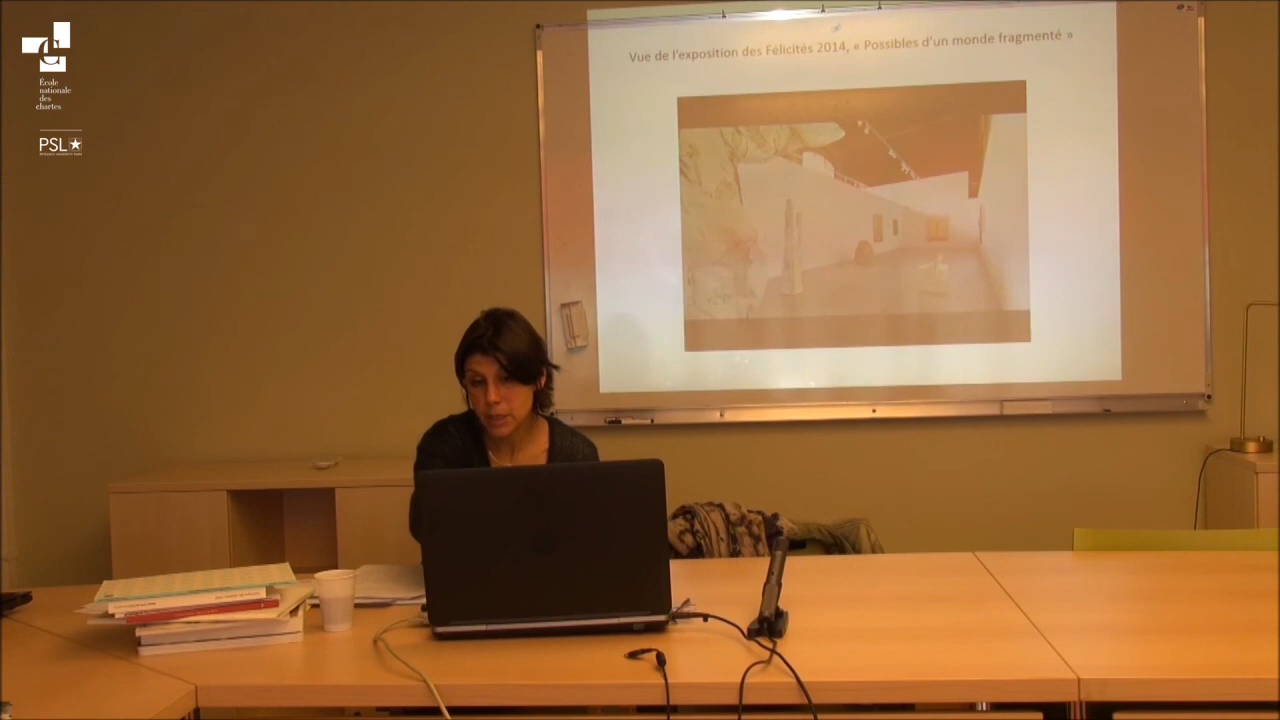 École
nationale
des
chartes
PSL
Vue de l'exposition des Félicités 2014, « Possibles d'un monde fragmenté »